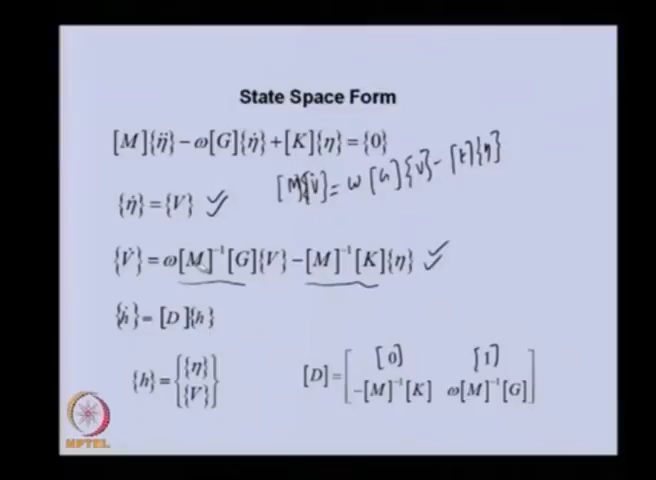 State Space Form
[M]{η̈} − ω[G]{η̇} + [K]{η} = {0}
[M]{V̇} = ω [G]{V} − [K]{η}
{η̇} = {V}
{V̇} = ω[M]⁻¹[G]{V} − [M]⁻¹[K]{η}
{ḣ} = [D]{h}
{h} = { {η} {V} }
[D] = [ [0] [1] −[M]⁻¹[K] ω[M]⁻¹[G] ]
NPTEL